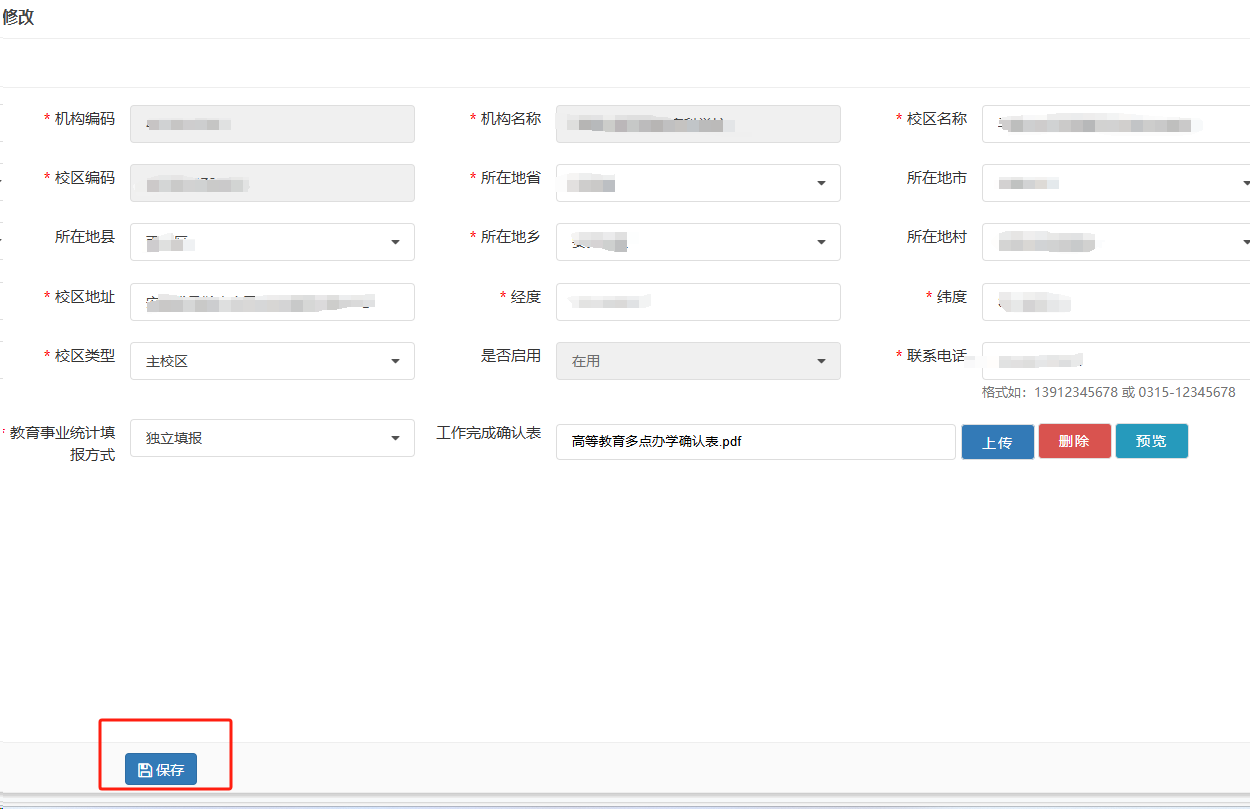 修改
* 机构编码
* 机构名称
* 校区名称
* 校区编码
* 所在地省
所在地市
所在地县
* 所在地乡
所在地村
* 校区地址
* 经度
* 纬度
* 校区类型 主校区
是否启用 在用
* 联系电话
格式如：13912345678 或 0315-12345678
* 教育事业统计填
报方式
独立填报
工作完成确认表 高等教育多点办学确认表.pdf 上传 删除 预览
保存